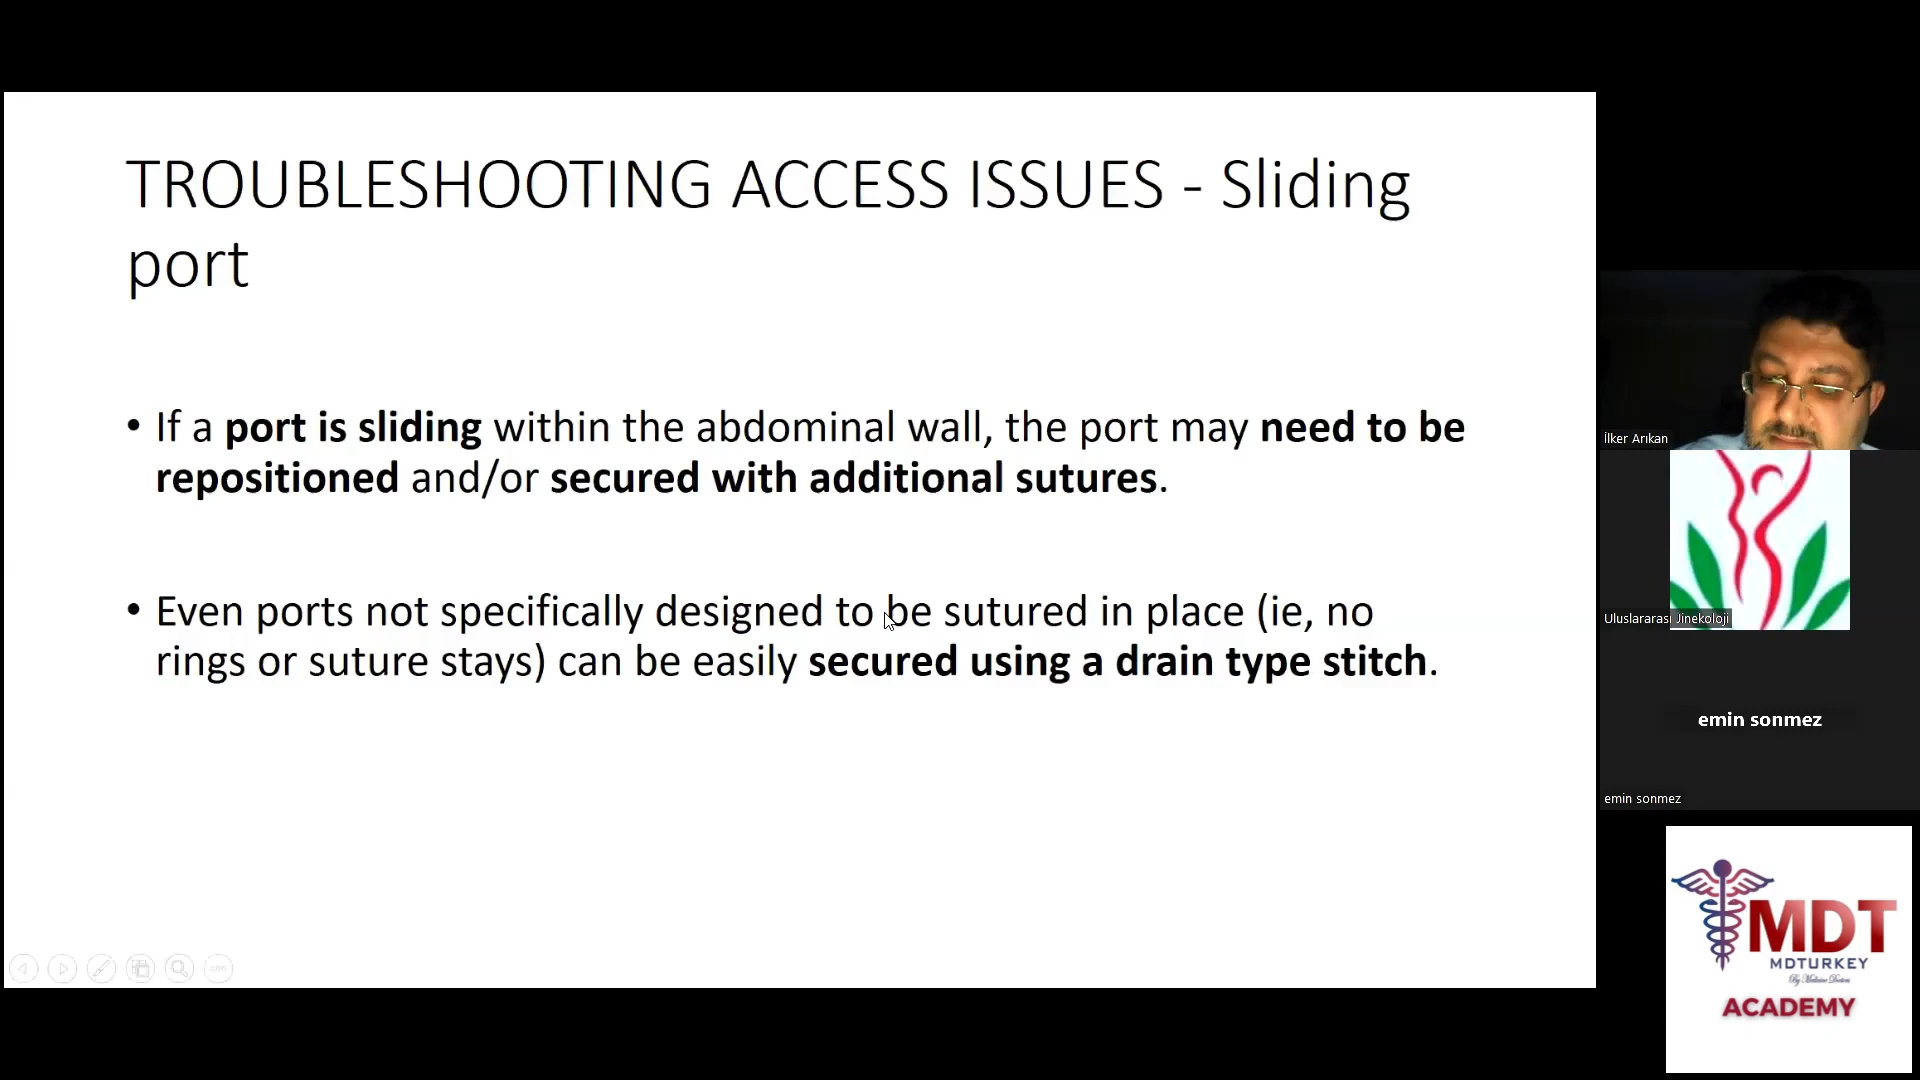 TROUBLESHOOTING ACCESS ISSUES - Sliding
port
• If a port is sliding within the abdominal wall, the port may need to be
repositioned and/or secured with additional sutures.
• Even ports not specifically designed to be sutured in place (ie, no
rings or suture stays) can be easily secured using a drain type stitch.
İlker Arıkan
Uluslararası Jinekoloji
emin sonmez
emin sonmez
MDT
MDTURKEY
By Medicine Doctors
ACADEMY